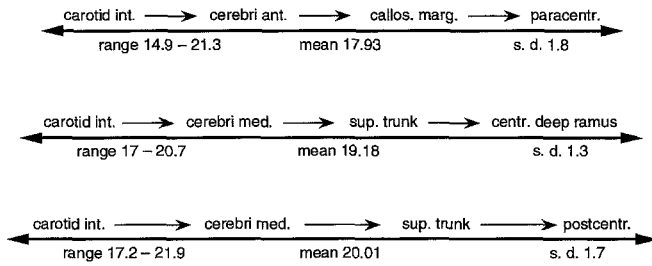 carotid int. → cerebri ant. → callos. marg. → paracentr.
range 14.9 – 21.3 mean 17.93 s. d. 1.8
carotid int. → cerebri med. → sup. trunk → centr. deep ramus
range 17 – 20.7 mean 19.18 s. d. 1.3
carotid int. → cerebri med. → sup. trunk → postcentr.
range 17.2 – 21.9 mean 20.01 s. d. 1.7